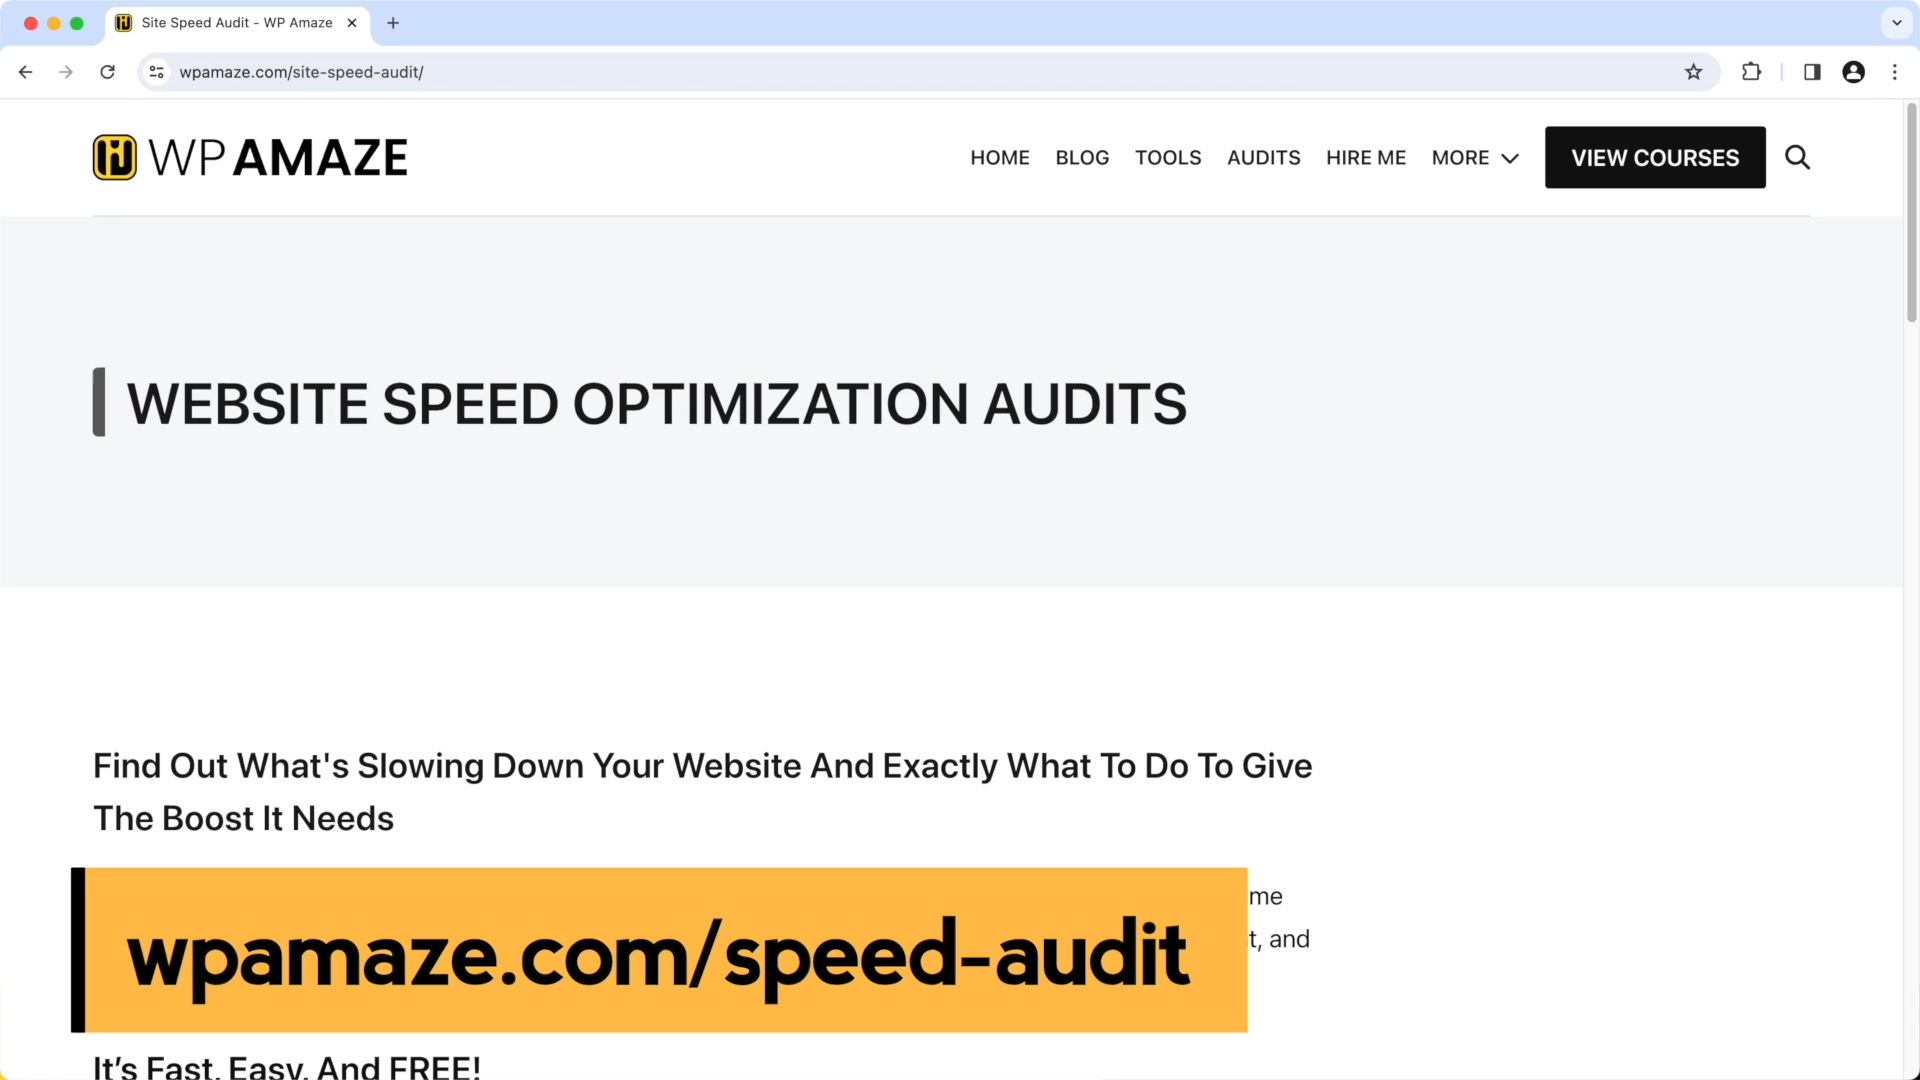 Site Speed Audit - WP Amaze
wpamaze.com/site-speed-audit/
WP AMAZE
HOME BLOG TOOLS AUDITS HIRE ME MORE VIEW COURSES
WEBSITE SPEED OPTIMIZATION AUDITS
Find Out What's Slowing Down Your Website And Exactly What To Do To Give
The Boost It Needs
me
t, and
wpamaze.com/speed-audit
It’s Fast, Easy, And FREE!